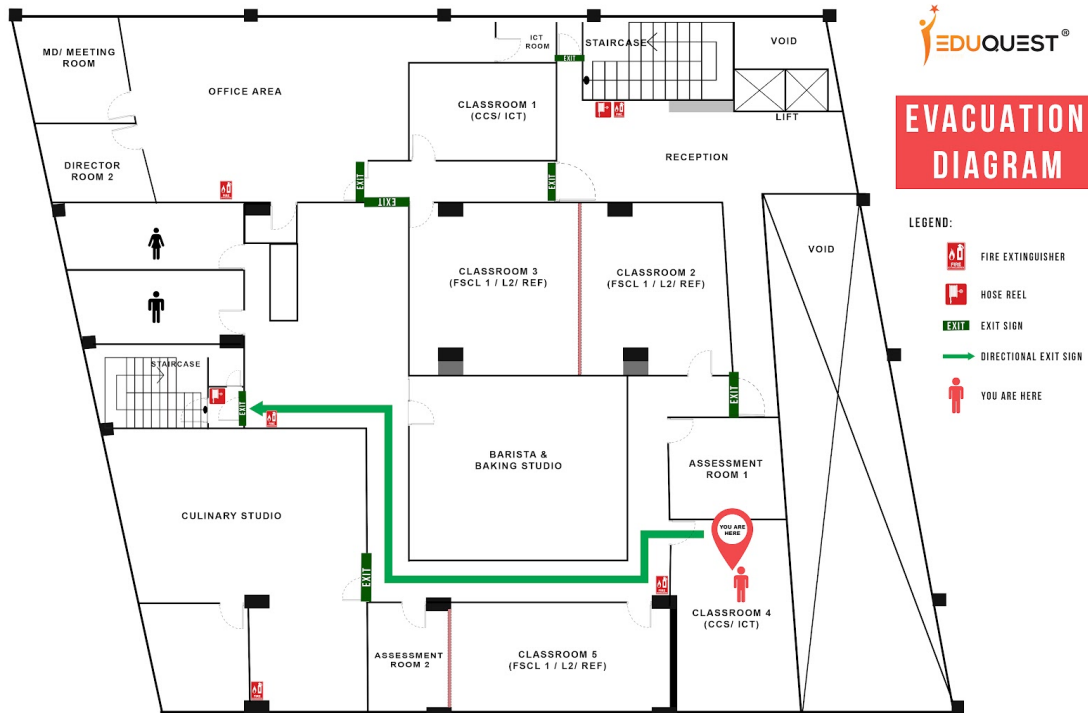 EDUQUEST®
EVACUATION
DIAGRAM
LEGEND:
FIRE EXTINGUISHER
HOSE REEL
EXIT
EXIT SIGN
DIRECTIONAL EXIT SIGN
YOU ARE HERE
MD/ MEETING
ROOM
OFFICE AREA
ICT
ROOM
EXIT
STAIRCASE
VOID
CLASSROOM 1
(CCS/ ICT)
LIFT
DIRECTOR
ROOM 2
RECEPTION
EXIT
EXIT
EXIT
CLASSROOM 3
(FSCL 1 / L2/ REF)
CLASSROOM 2
(FSCL 1 / L2/ REF)
VOID
STAIRCASE
EXIT
EXIT
BARISTA &
BAKING STUDIO
ASSESSMENT
ROOM 1
CULINARY STUDIO
YOU ARE
HERE
EXIT
CLASSROOM 4
(CCS/ ICT)
ASSESSMENT
ROOM 2
CLASSROOM 5
(FSCL 1 / L2/ REF)